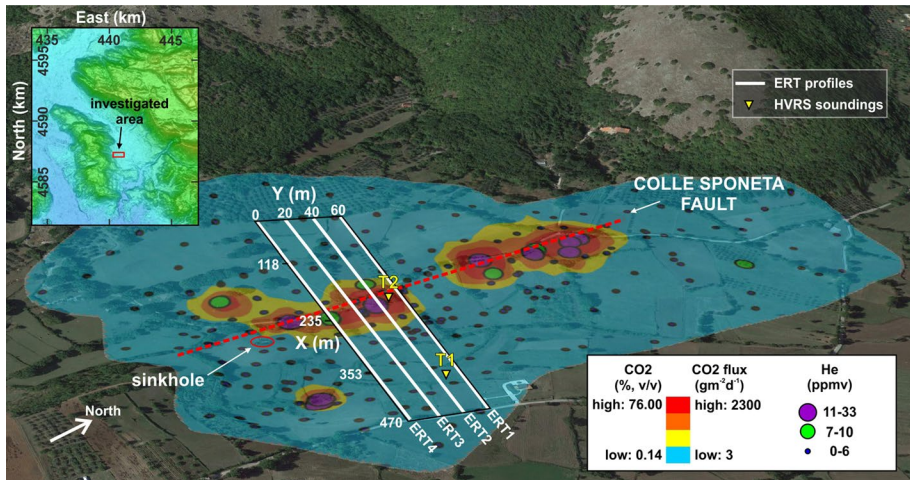 East (km)
435 440 445
4595
4590
4585
North (km)
investigated
area
ERT profiles
HVRS soundings
COLLE SPONETA
FAULT
Y (m)
0 20 40 60
118
T2
235
X (m)
T1
353
sinkhole
470
ERT4
ERT3
ERT2
ERT1
North
CO2
(%, v/v)
CO2 flux
(gm⁻²d⁻¹)
He
(ppmv)
high: 76.00
high: 2300
11-33
7-10
low: 0.14
low: 3
0-6